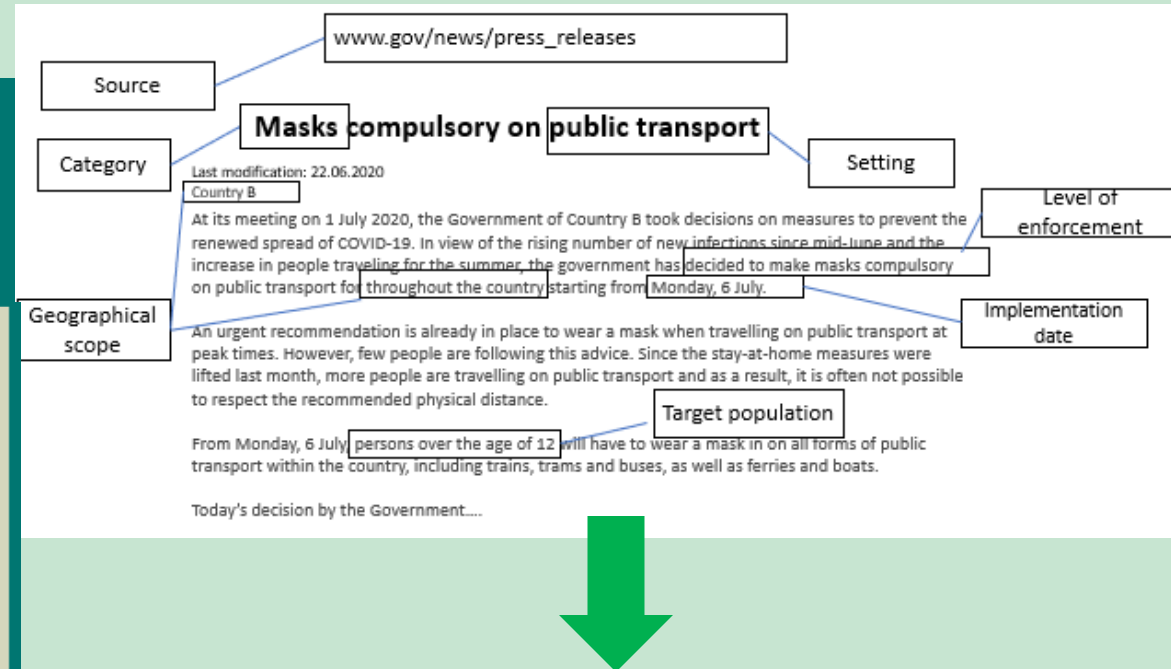 www.gov/news/press_releases
Source
Masks compulsory on public transport
Category
Setting
Last modification: 22.06.2020
Country B
Level of
enforcement
At its meeting on 1 July 2020, the Government of Country B took decisions on measures to prevent the
renewed spread of COVID-19. In view of the rising number of new infections since mid-June and the
increase in people traveling for the summer, the government has decided to make masks compulsory
on public transport for throughout the country starting from Monday, 6 July.
Geographical
scope
Implementation
date
An urgent recommendation is already in place to wear a mask when travelling on public transport at
peak times. However, few people are following this advice. Since the stay-at-home measures were
lifted last month, more people are travelling on public transport and as a result, it is often not possible
to respect the recommended physical distance.
Target population
From Monday, 6 July, persons over the age of 12 will have to wear a mask in on all forms of public
transport within the country, including trains, trams and buses, as well as ferries and boats.
Today's decision by the Government....